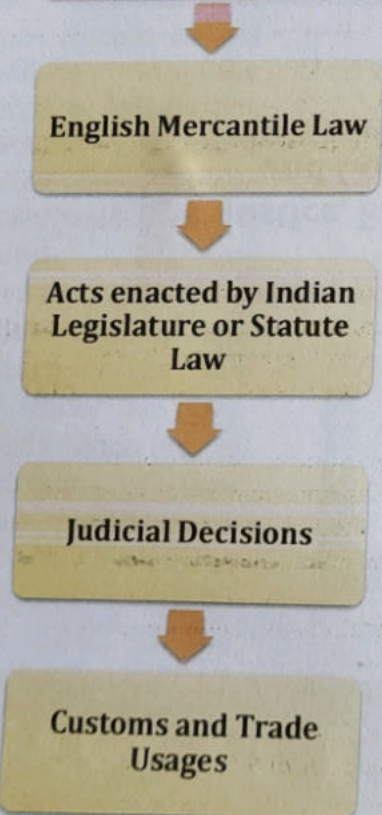 English Mercantile Law
Acts enacted by Indian
Legislature or Statute
Law
Judicial Decisions
Customs and Trade
Usages